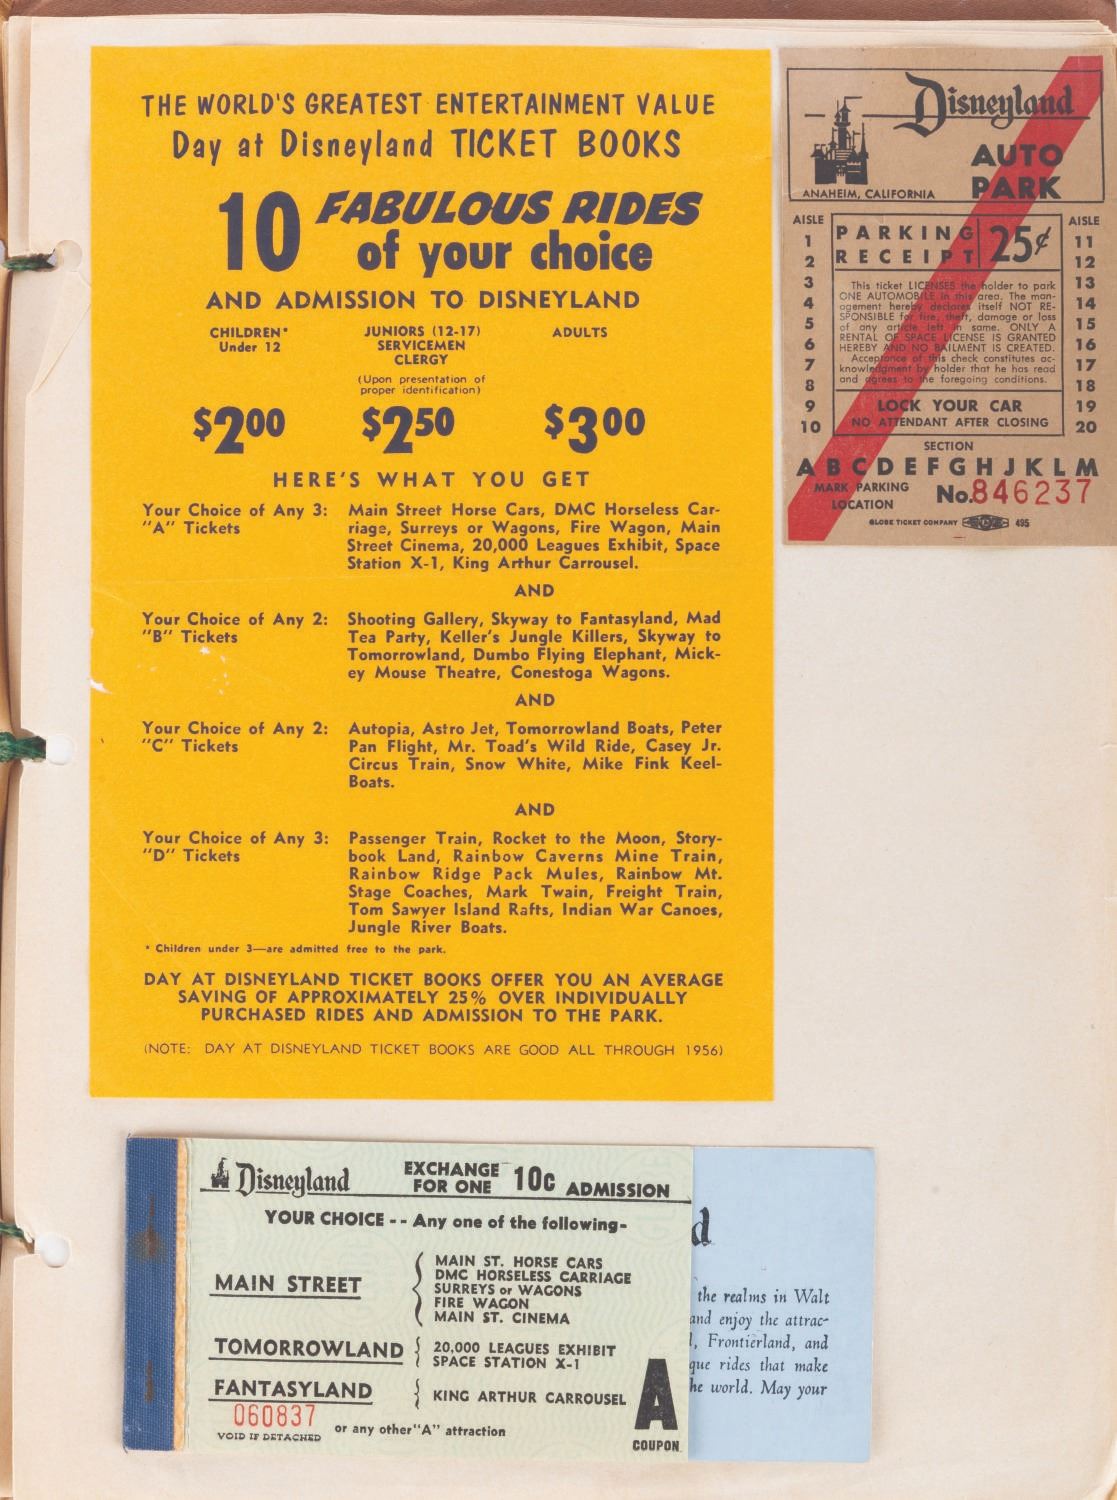 THE WORLD'S GREATEST ENTERTAINMENT VALUE
Day at Disneyland TICKET BOOKS
10 FABULOUS RIDES
of your choice
AND ADMISSION TO DISNEYLAND
CHILDREN*
Under 12
JUNIORS (12-17)
SERVICEMEN
CLERGY
(Upon presentation of
proper identification)
ADULTS
$2.00 $2.50 $3.00
HERE'S WHAT YOU GET
Your Choice of Any 3:
"A" Tickets
Main Street Horse Cars, DMC Horseless Car-
riage, Surreys or Wagons, Fire Wagon, Main
Street Cinema, 20,000 Leagues Exhibit, Space
Station X-1, King Arthur Carrousel.
AND
Your Choice of Any 2:
"B" Tickets
Shooting Gallery, Skyway to Fantasyland, Mad
Tea Party, Keller's Jungle Killers, Skyway to
Tomorrowland, Dumbo Flying Elephant, Mick-
ey Mouse Theatre, Conestoga Wagons.
AND
Your Choice of Any 2:
"C" Tickets
Autopia, Astro Jet, Tomorrowland Boats, Peter
Pan Flight, Mr. Toad's Wild Ride, Casey Jr.
Circus Train, Snow White, Mike Fink Keel-
Boats.
AND
Your Choice of Any 3:
"D" Tickets
Passenger Train, Rocket to the Moon, Story-
book Land, Rainbow Caverns Mine Train,
Rainbow Ridge Pack Mules, Rainbow Mt.
Stage Coaches, Mark Twain, Freight Train,
Tom Sawyer Island Rafts, Indian War Canoes,
Jungle River Boats.
* Children under 3—are admitted free to the park.
DAY AT DISNEYLAND TICKET BOOKS OFFER YOU AN AVERAGE
SAVING OF APPROXIMATELY 25% OVER INDIVIDUALLY
PURCHASED RIDES AND ADMISSION TO THE PARK.
(NOTE: DAY AT DISNEYLAND TICKET BOOKS ARE GOOD ALL THROUGH 1956)
Disneyland
AUTO
PARK
ANAHEIM, CALIFORNIA
AISLE
1
2
3
4
5
6
7
8
9
10
PARKING
RECEIPT
25¢
This ticket LICENSES the holder to park
ONE AUTOMOBILE in this area. The man-
agement hereby declares itself NOT RE-
SPONSIBLE for fire, theft, damage or loss
of any article left in same. ONLY A
RENTAL OF SPACE LICENSE IS GRANTED
HEREBY AND NO BAILMENT IS CREATED.
Acceptance of this check constitutes ac-
knowledgment by holder that he has read
and agrees to the foregoing conditions.
LOCK YOUR CAR
NO ATTENDANT AFTER CLOSING
AISLE
11
12
13
14
15
16
17
18
19
20
SECTION
A B C D E F G H J K L M
MARK PARKING
LOCATION
No.846237
GLOBE TICKET COMPANY 495
Disneyland
EXCHANGE
FOR ONE
10c ADMISSION
YOUR CHOICE -- Any one of the following-
MAIN STREET
MAIN ST. HORSE CARS
DMC HORSELESS CARRIAGE
SURREYS or WAGONS
FIRE WAGON
MAIN ST. CINEMA
TOMORROWLAND
20,000 LEAGUES EXHIBIT
SPACE STATION X-1
FANTASYLAND
KING ARTHUR CARROUSEL
060837
VOID IF DETACHED
or any other "A" attraction
A
COUPON
d
the realms in Walt
and enjoy the attrac-
, Frontierland, and
que rides that make
he world. May your